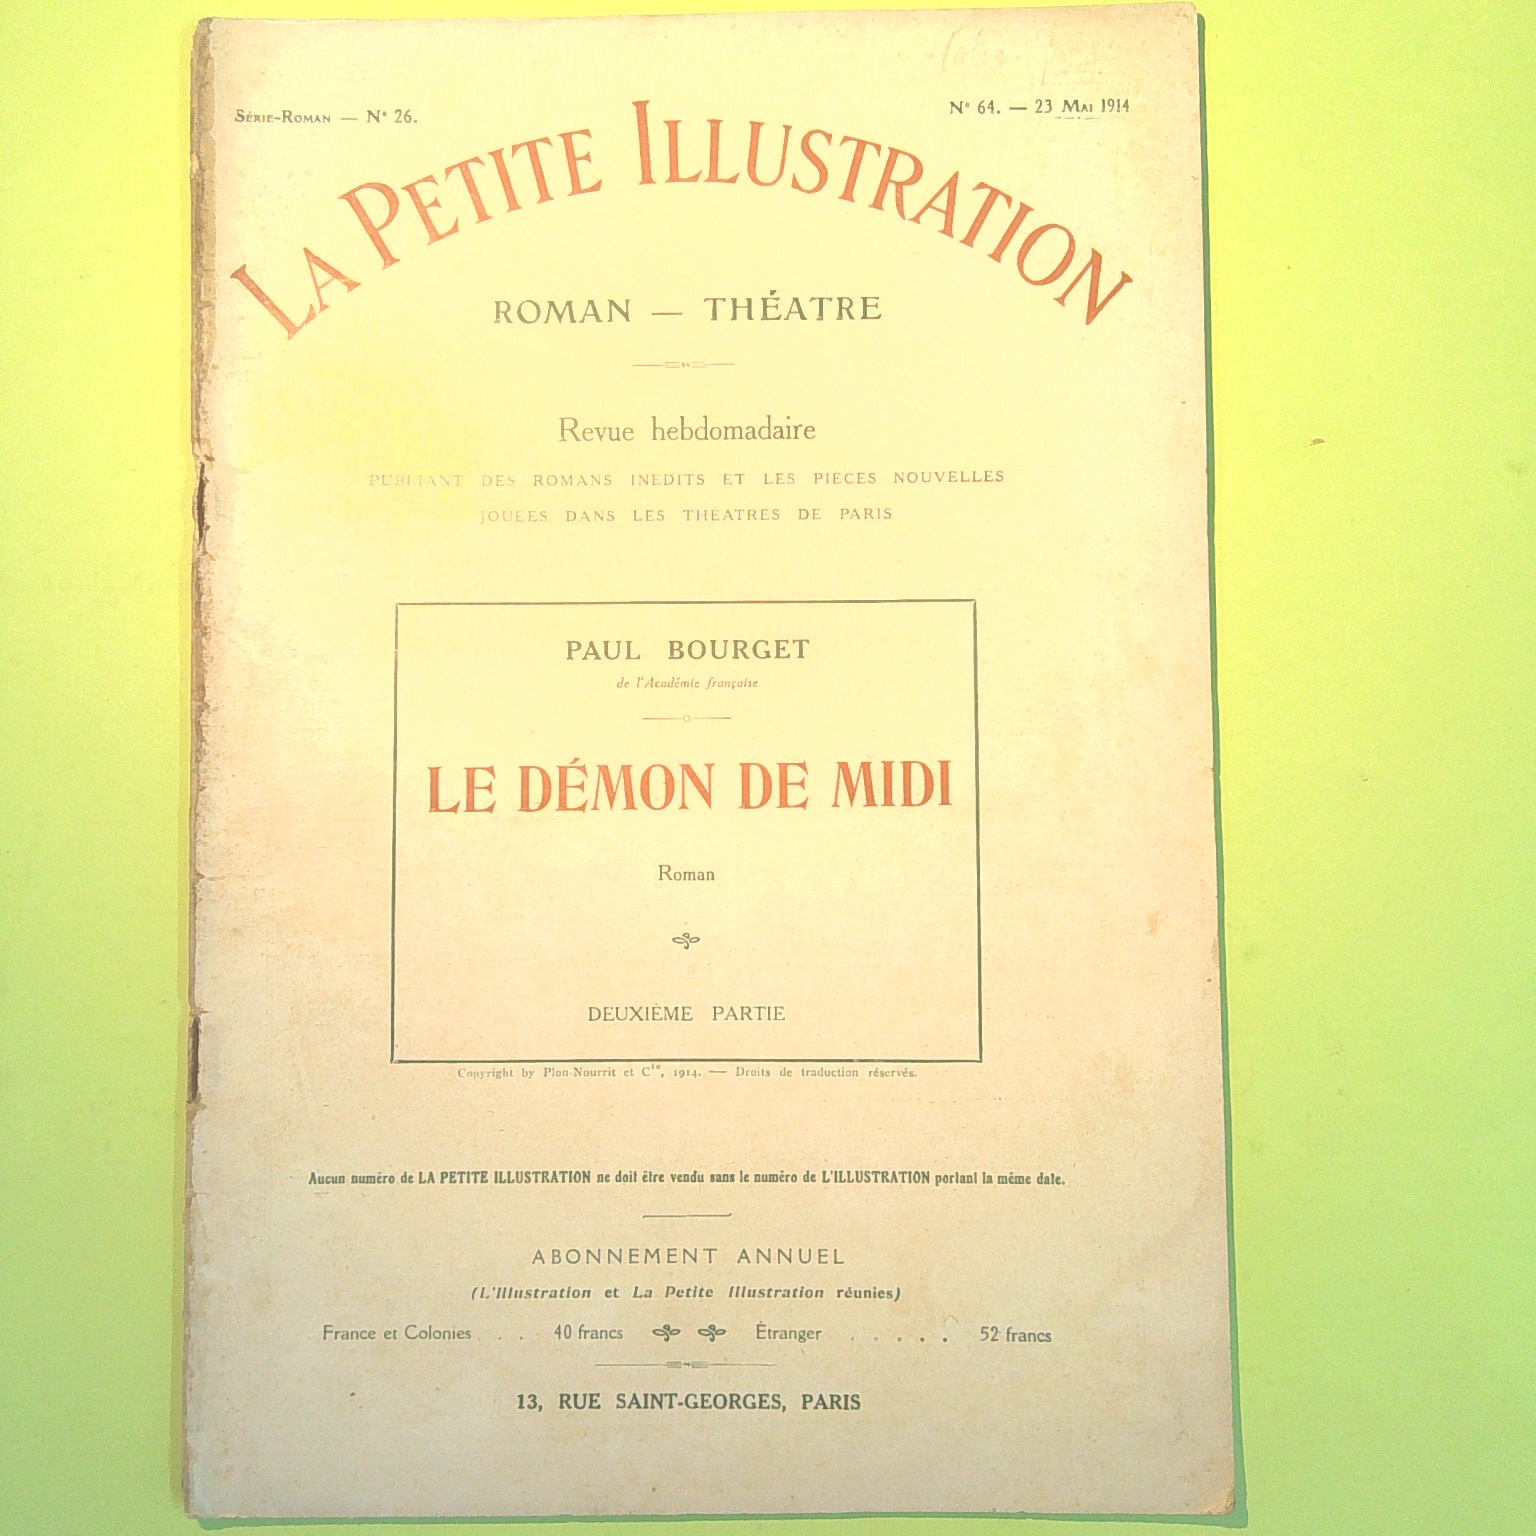 Série-Roman — N° 26.
N° 64. — 23 Mai 1914
La Petite Illustration
ROMAN — THÉATRE
Revue hebdomadaire
PUBLIANT DES ROMANS INÉDITS ET LES PIÈCES NOUVELLES
JOUÉES DANS LES THÉATRES DE PARIS
PAUL BOURGET
de l'Académie française
LE DÉMON DE MIDI
Roman
DEUXIÈME PARTIE
Copyright by Plon-Nourrit et Cie, 1914. — Droits de traduction réservés.
Aucun numéro de LA PETITE ILLUSTRATION ne doit être vendu sans le numéro de L'ILLUSTRATION portant la même date.
ABONNEMENT ANNUEL
(L'Illustration et La Petite Illustration réunies)
France et Colonies . . . 40 francs Étranger . . . . . 52 francs
13, RUE SAINT-GEORGES, PARIS